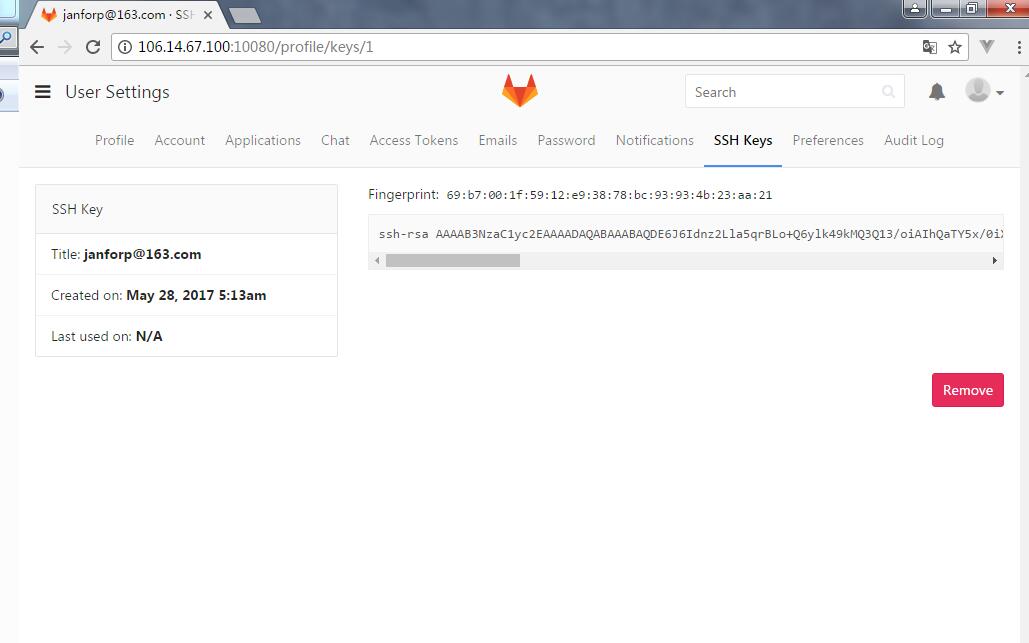 janforp@163.com · SSH
106.14.67.100:10080/profile/keys/1
User Settings
Search
Profile Account Applications Chat Access Tokens Emails Password Notifications SSH Keys Preferences Audit Log
SSH Key
Title: janforp@163.com
Created on: May 28, 2017 5:13am
Last used on: N/A
Fingerprint: 69:b7:00:1f:59:12:e9:38:78:bc:93:93:4b:23:aa:21
ssh-rsa AAAAB3NzaC1yc2EAAAADAQABAAABAQDE6J6Idnz2Lla5qrBLo+Q6ylk49kMQ3Q13/oiAIhQaTY5x/0iX
Remove